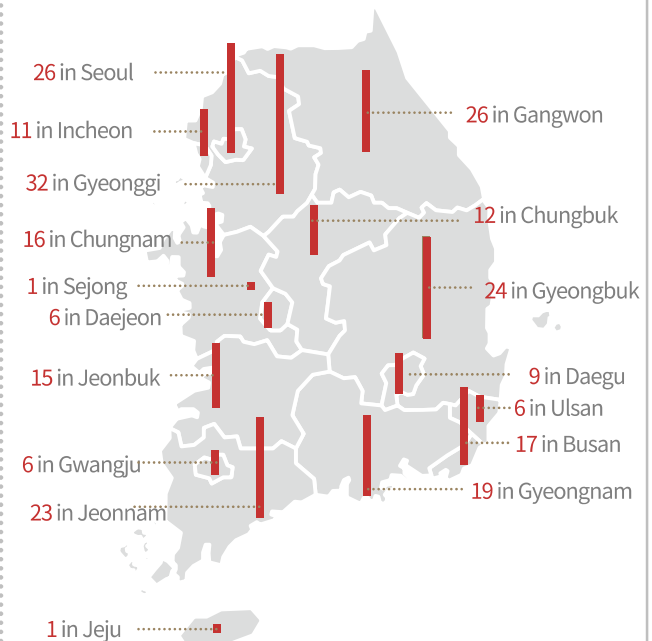 26 in Seoul
11 in Incheon
32 in Gyeonggi
16 in Chungnam
1 in Sejong
6 in Daejeon
15 in Jeonbuk
6 in Gwangju
23 in Jeonnam
1 in Jeju
26 in Gangwon
12 in Chungbuk
24 in Gyeongbuk
9 in Daegu
6 in Ulsan
17 in Busan
19 in Gyeongnam